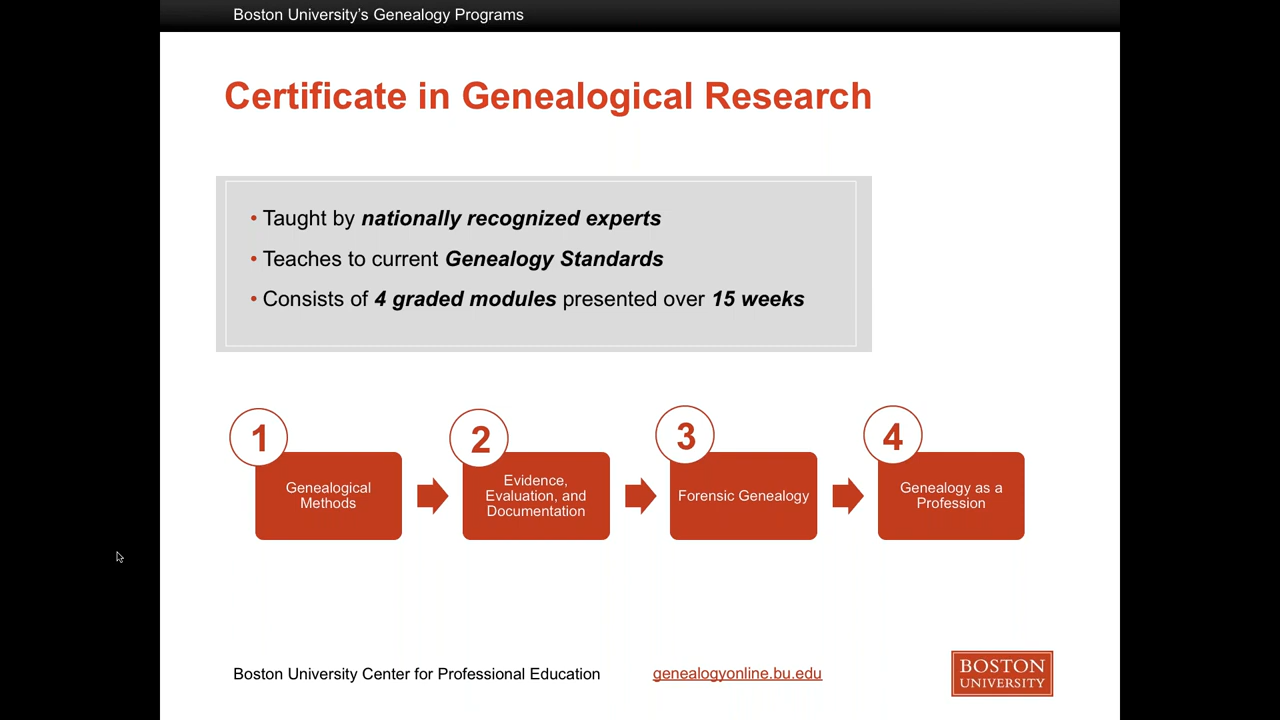 Boston University’s Genealogy Programs
Certificate in Genealogical Research
• Taught by nationally recognized experts
• Teaches to current Genealogy Standards
• Consists of 4 graded modules presented over 15 weeks
1
Genealogical
Methods
2
Evidence,
Evaluation, and
Documentation
3
Forensic Genealogy
4
Genealogy as a
Profession
Boston University Center for Professional Education
genealogyonline.bu.edu
BOSTON
UNIVERSITY